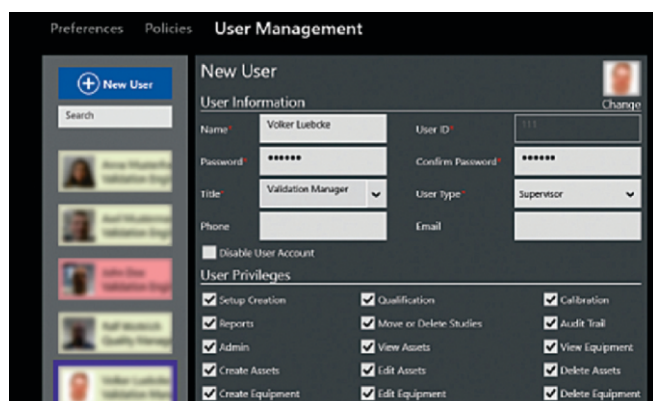 Preferences Policies User Management
New User
Search
New User
User Information
Change
Name* Volker Luebcke User ID* 111
Password* •••••• Confirm Password* ••••••
Title* Validation Manager User Type* Supervisor
Phone Email
Disable User Account
User Privileges
Setup Creation Qualification Calibration
Reports Move or Delete Studies Audit Trail
Admin View Assets View Equipment
Create Assets Edit Assets Delete Assets
Create Equipment Edit Equipment Delete Equipment